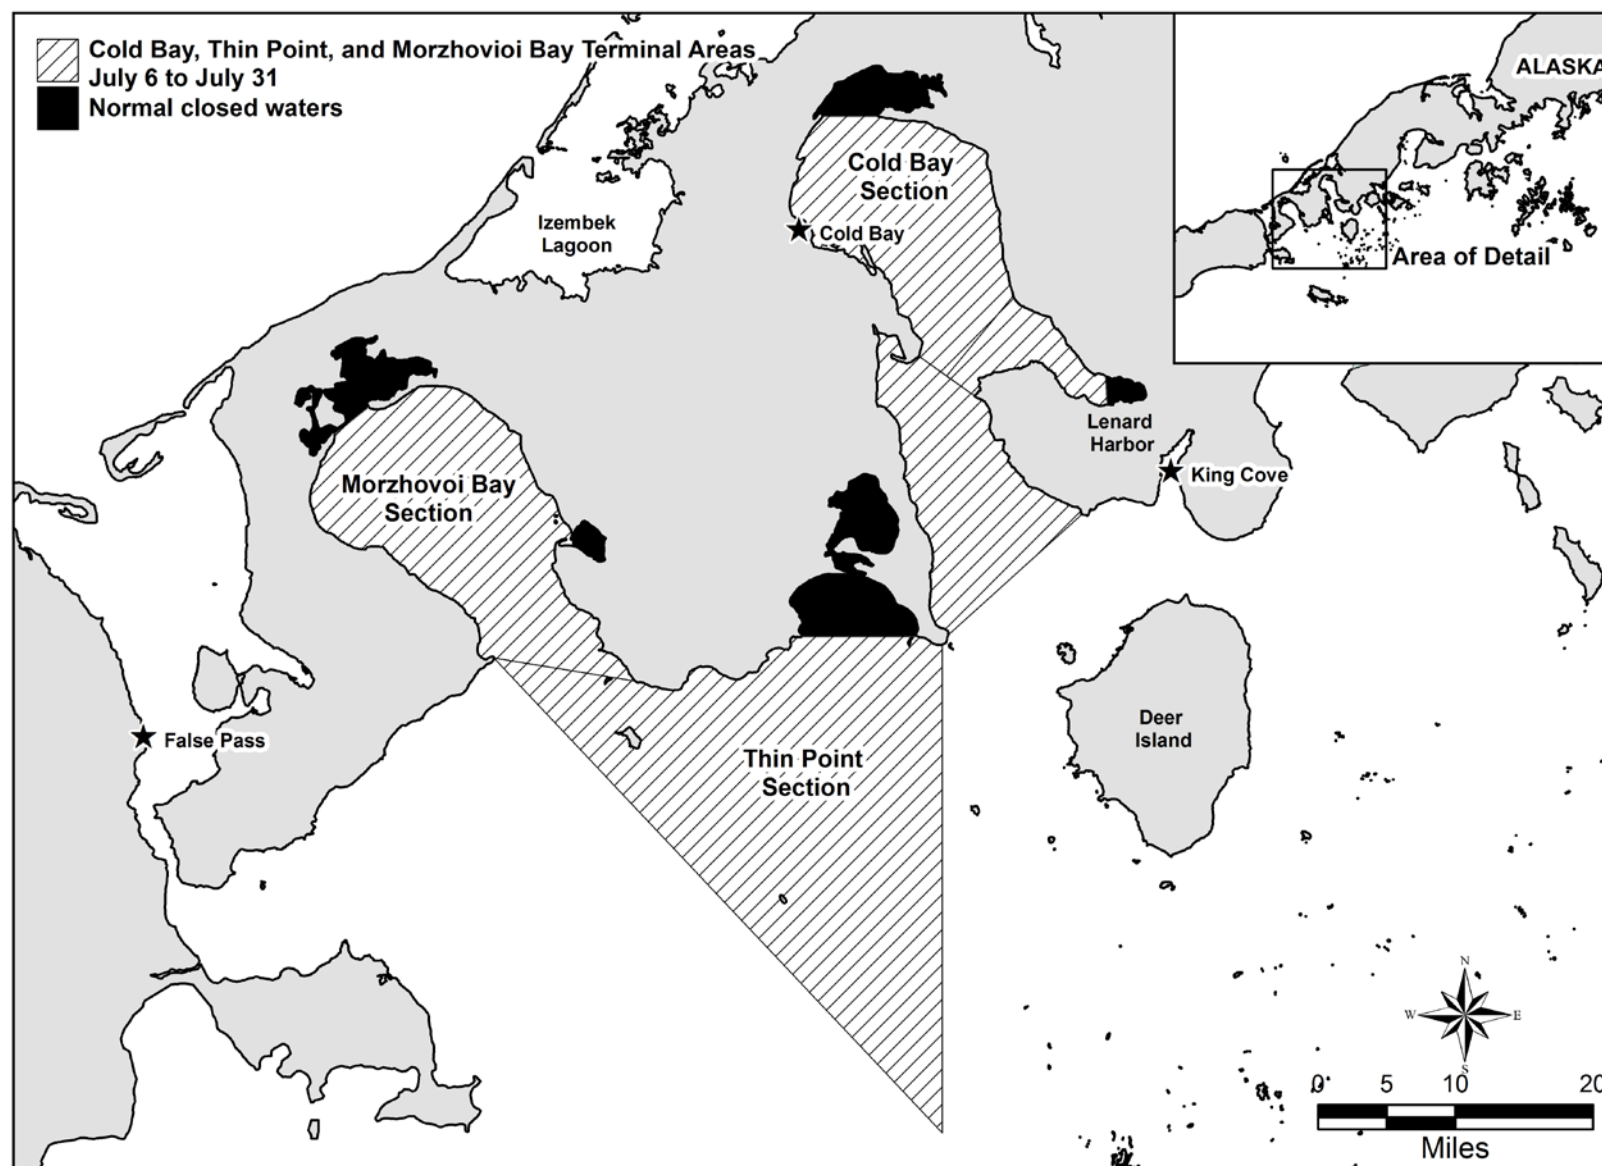 Cold Bay, Thin Point, and Morzhovioi Bay Terminal Areas
July 6 to July 31
Normal closed waters
ALASKA
Area of Detail
Cold Bay
Section
Cold Bay
Izembek
Lagoon
Lenard
Harbor
King Cove
Morzhovoi Bay
Section
False Pass
Thin Point
Section
Deer
Island
N
W
E
S
0 5 10 20
Miles